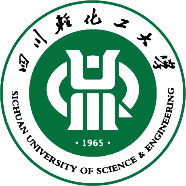 四川轻化工大学
·1965·
SICHUAN UNIVERSITY OF SCIENCE & ENGINEERING